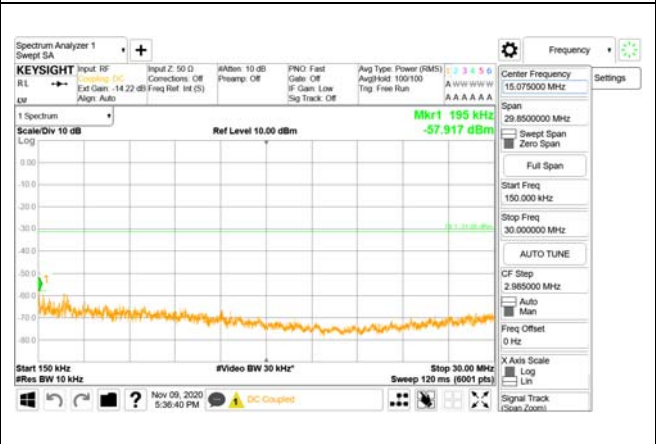 Spectrum Analyzer 1
Swept SA
Frequency
Settings
KEYSIGHT
RL
Input: RF
Coupling: DC
Ext Gain: -14.22 dB
Align: Auto
Input Z: 50 Ω
Corrections: Off
Freq Ref: Int (S)
#Atten: 10 dB
Preamp: Off
PNO: Fast
Gate: Off
IF Gain: Low
Sig Track: Off
Avg Type: Power (RMS)
Avg|Hold: 100/100
Trig: Free Run
1 2 3 4 5 6
A W W W W W
A A A A A A
1 Spectrum
Scale/Div 10 dB
Log
Ref Level 10.00 dBm
Mkr1 195 kHz
-57.917 dBm
0.00
-10.0
-20.0
-30.0
-40.0
-50.0
-60.0
-70.0
-80.0
1
Start 150 kHz
#Res BW 10 kHz
#Video BW 30 kHz*
Stop 30.00 MHz
Sweep 120 ms (6001 pts)
Nov 09, 2020
5:36:40 PM
DC Coupled
Center Frequency
15.075000 MHz
Span
29.8500000 MHz
Swept Span
Zero Span
Full Span
Start Freq
150.000 kHz
Stop Freq
30.000000 MHz
AUTO TUNE
CF Step
2.985000 MHz
Auto
Man
Freq Offset
0 Hz
X Axis Scale
Log
Lin
Signal Track
(Span Zoom)